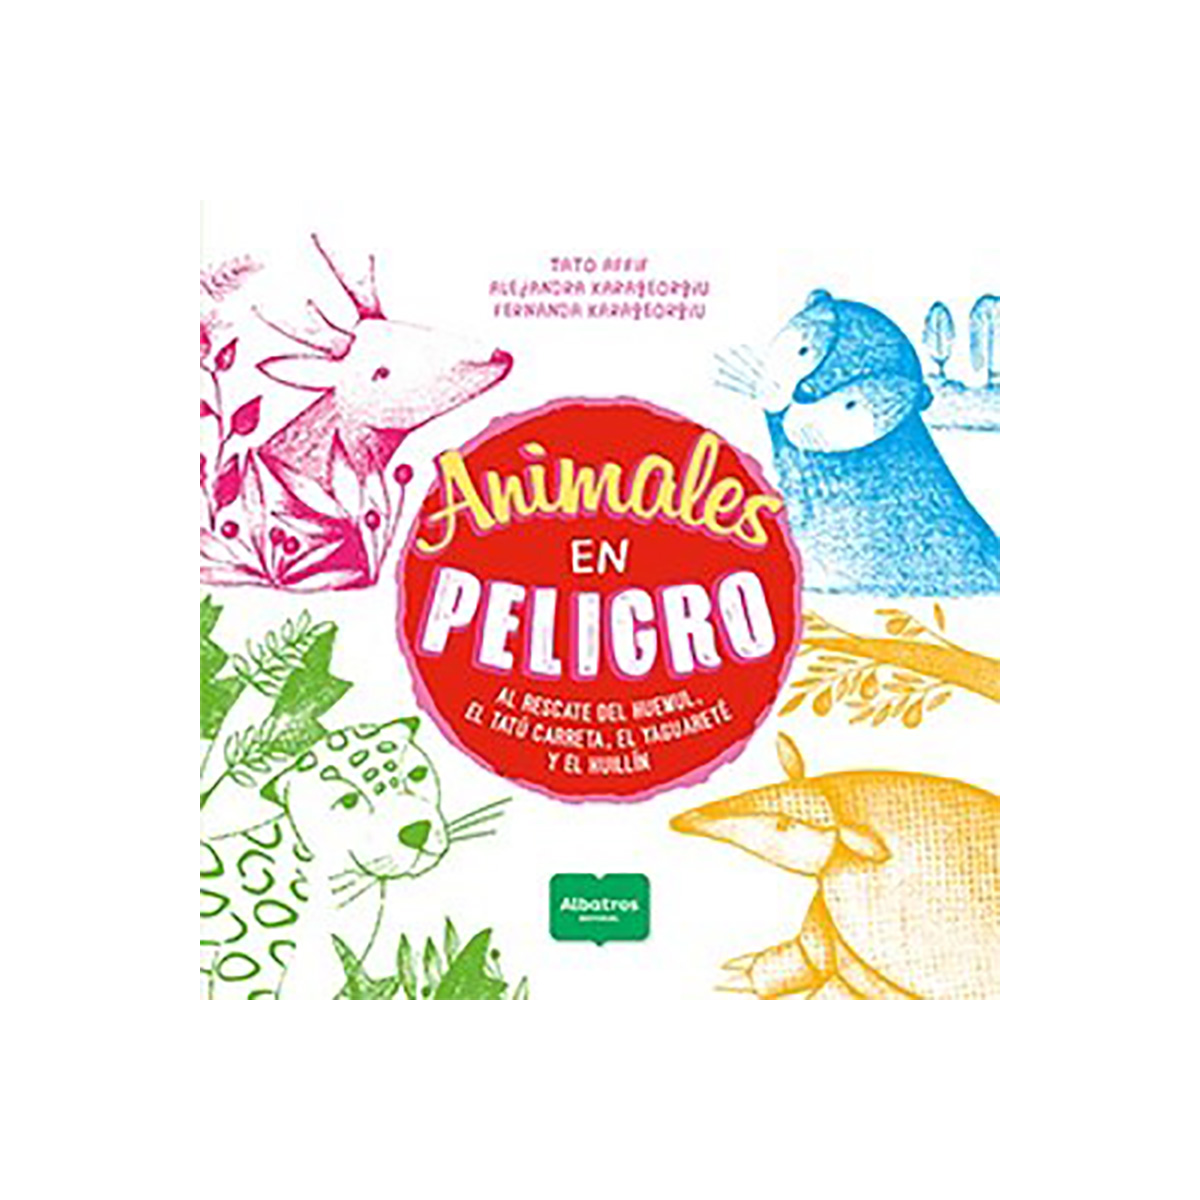 TATO AFFIF
ALEJANDRA KARAGEORGIU
FERNANDA KARAGEORGIU
Animales
EN
PELIGRO
AL RESCATE DEL HUEMUL,
EL TATÚ CARRETA, EL YAGUARETÉ
Y EL HUILLÍN
Albatros
EDITORIAL